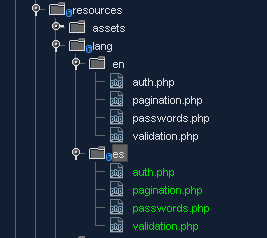 resources
assets
lang
en
auth.php
pagination.php
passwords.php
validation.php
es
auth.php
pagination.php
passwords.php
validation.php